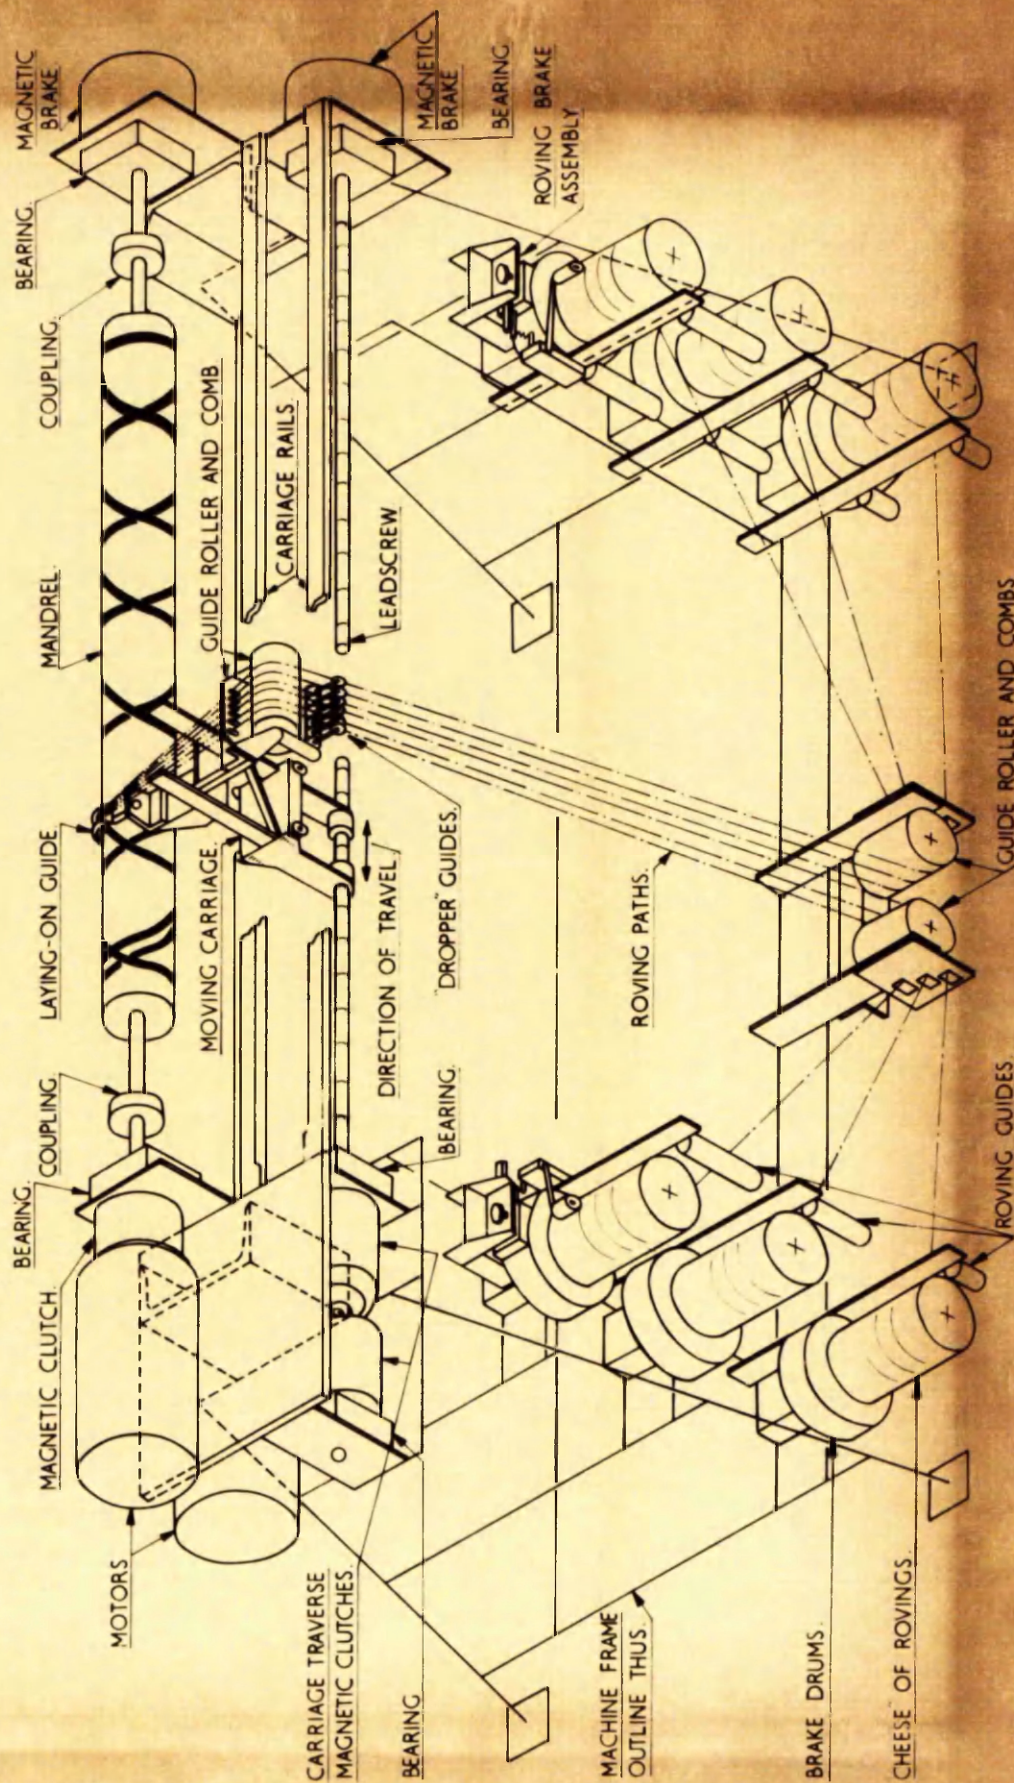 MAGNETIC CLUTCH.
BEARING.
COUPLING.
LAYING-ON GUIDE.
MANDREL.
COUPLING.
BEARING.
MAGNETIC
BRAKE
MOTORS
MOVING CARRIAGE.
GUIDE ROLLER AND COMB
CARRIAGE RAILS.
LEADSCREW
MAGNETIC
BRAKE
BEARING
CARRIAGE TRAVERSE
MAGNETIC CLUTCHES.
BEARING
BEARING.
DIRECTION OF TRAVEL.
"DROPPER" GUIDES.
ROVING BRAKE
ASSEMBLY
MACHINE FRAME
OUTLINE THUS.
ROVING PATHS.
BRAKE DRUMS.
CHEESE OF ROVINGS.
ROVING GUIDES.
GUIDE ROLLER AND COMBS